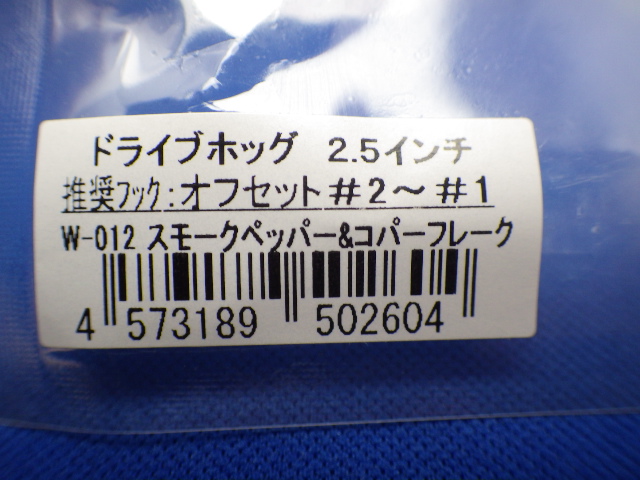 ドライブホッグ 2.5インチ
推奨フック:オフセット#2~#1
W-012 スモークペッパー&コパーフレーク
4 573189 502604